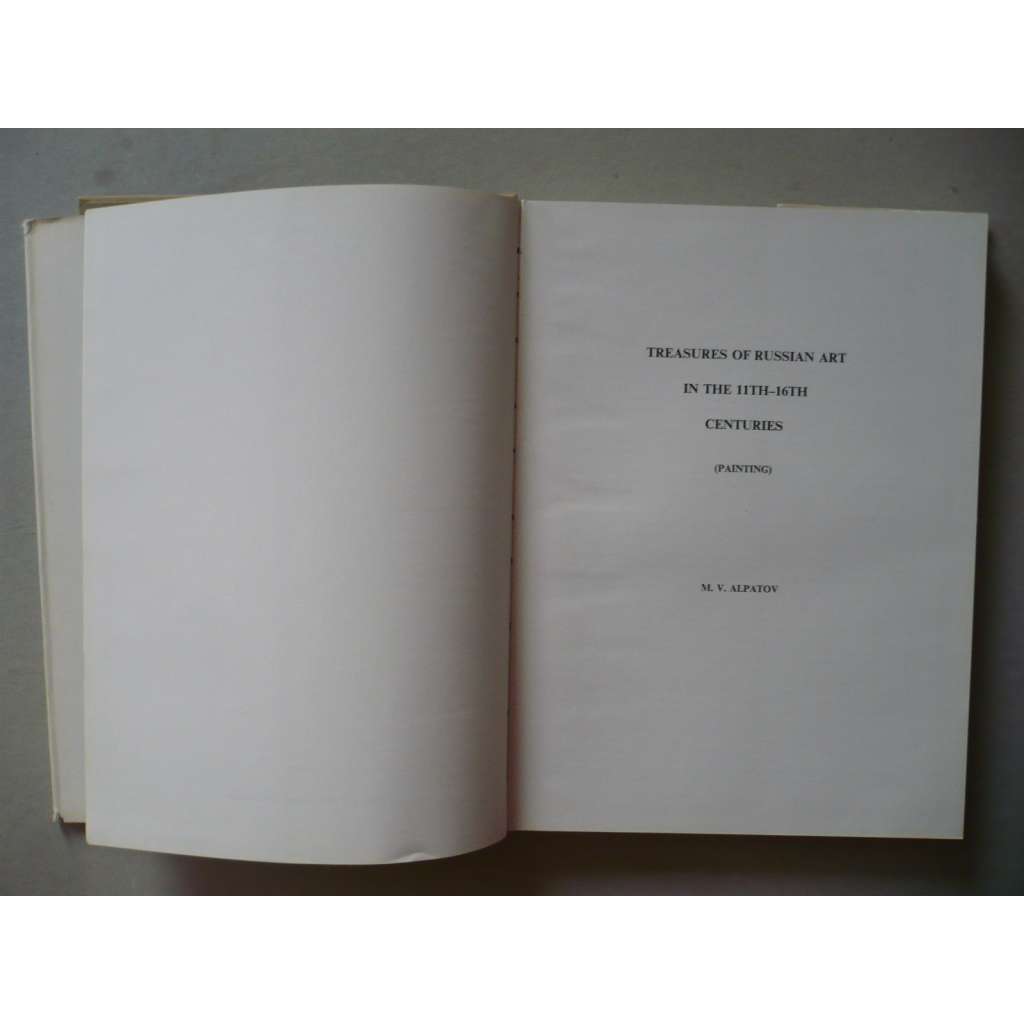 TREASURES OF RUSSIAN ART
IN THE 11TH–16TH
CENTURIES
(PAINTING)
M. V. ALPATOV